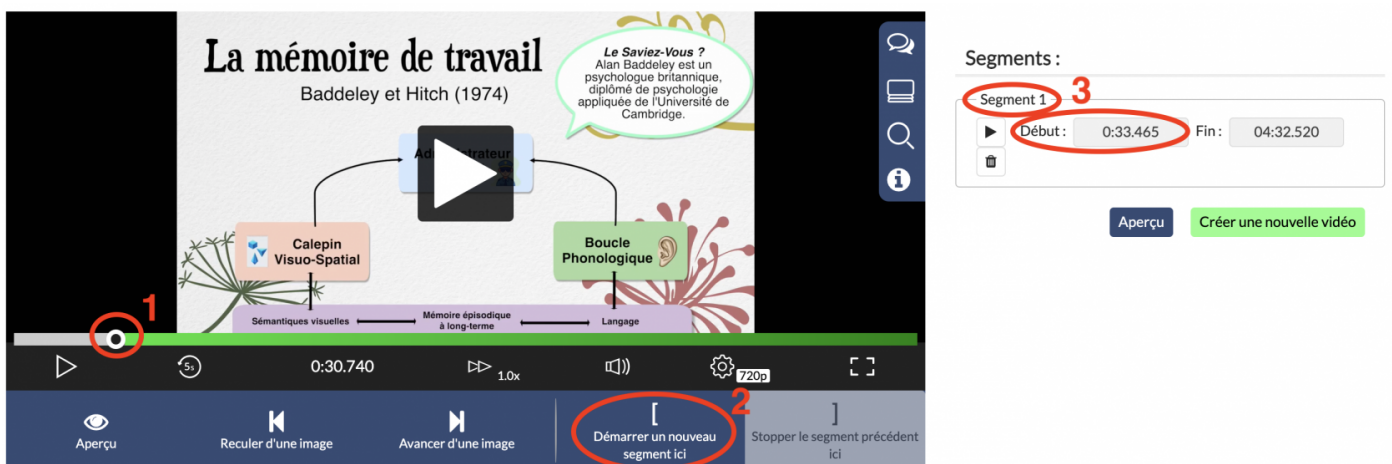 La mémoire de travail
Baddeley et Hitch (1974)
Le Saviez-Vous ?
Alan Baddeley est un
psychologue britannique,
diplômé de psychologie
appliquée de l'Université de
Cambridge.
Calepin
Visuo-Spatial
Boucle
Phonologique
Sémantiques visuelles
Mémoire épisodique
à long-terme
Langage
1
0:30.740
1.0x
720p
5s
Aperçu
Reculer d'une image
Avancer d'une image
[
Démarrer un nouveau
segment ici
2
]
Stopper le segment précédent
ici
Segments :
Segment 1
3
Début : 0:33.465 Fin : 04:32.520
Aperçu
Créer une nouvelle vidéo